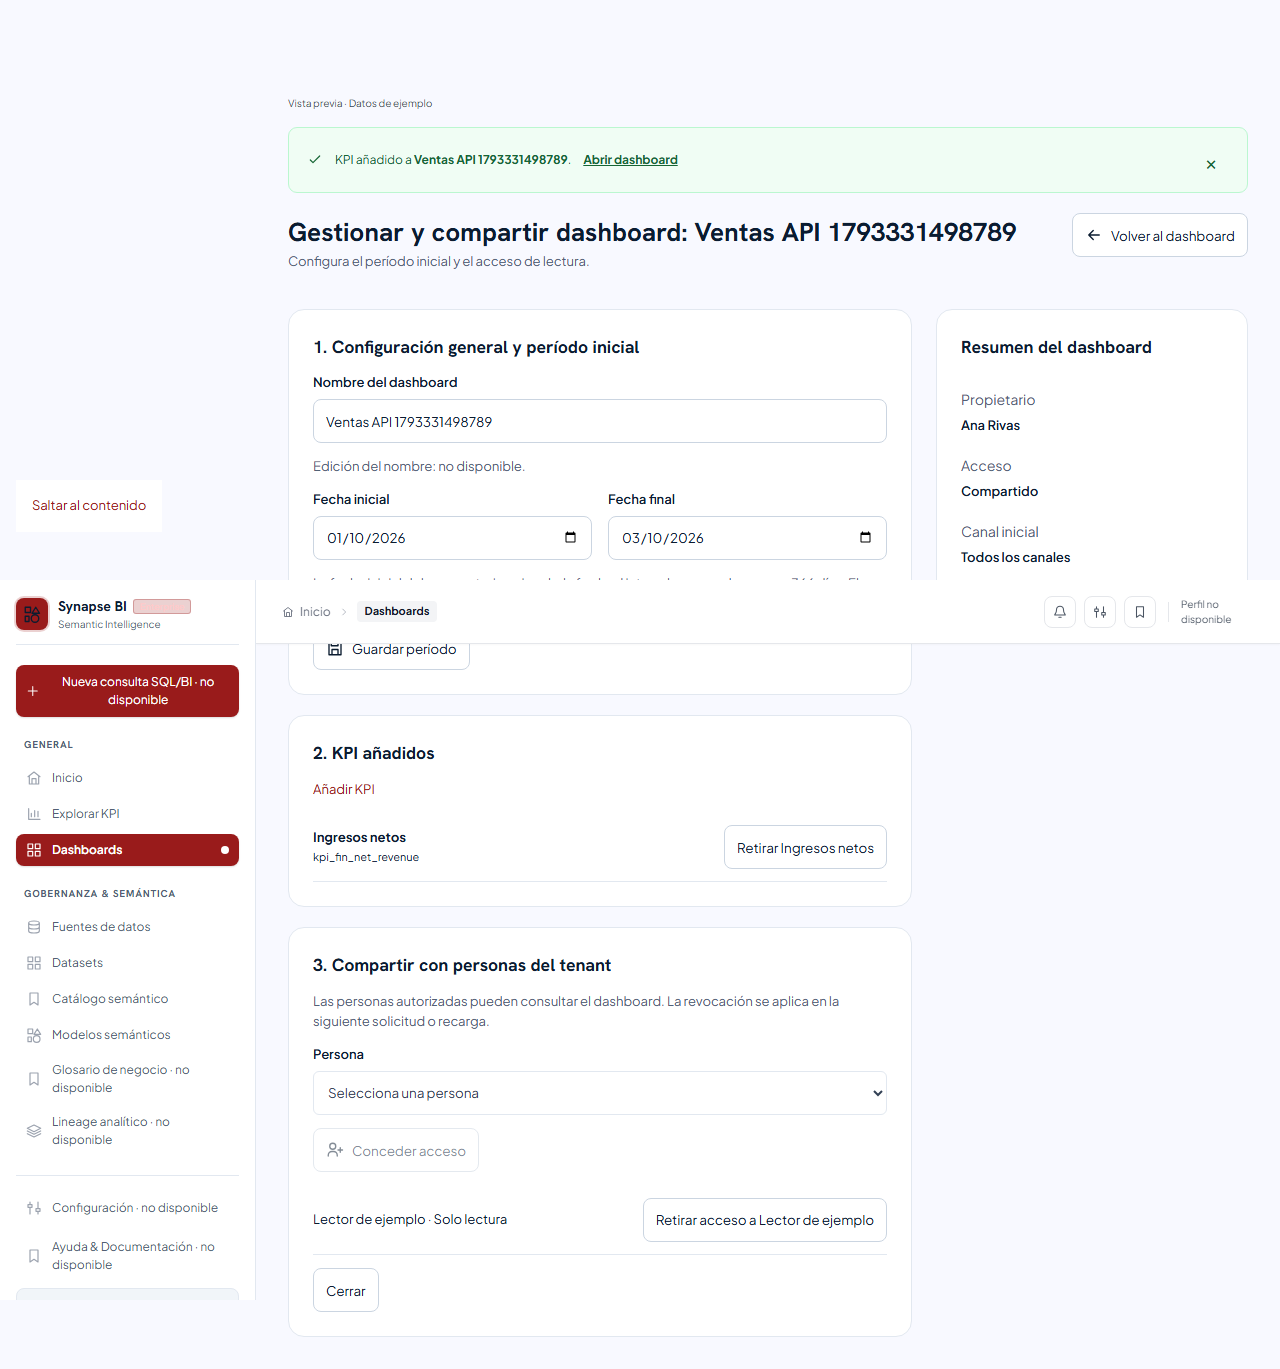 Vista previa · Datos de ejemplo
KPI añadido a Ventas API 1793331498789. Abrir dashboard
Gestionar y compartir dashboard: Ventas API 1793331498789
Configura el período inicial y el acceso de lectura.
Volver al dashboard
1. Configuración general y período inicial
Nombre del dashboard
Ventas API 1793331498789
Edición del nombre: no disponible.
Fecha inicial
Fecha final
01/10/2026
03/10/2026
Resumen del dashboard
Propietario
Ana Rivas
Acceso
Compartido
Canal inicial
Todos los canales
Saltar al contenido
Synapse BI
Semantic Intelligence
Inicio
Dashboards
Perfil no
disponible
Nueva consulta SQL/BI · no
disponible
GENERAL
Inicio
Explorar KPI
Dashboards
GOBERNANZA & SEMÁNTICA
Fuentes de datos
Datasets
Catálogo semántico
Modelos semánticos
Glosario de negocio · no
disponible
Lineage analítico · no
disponible
Configuración · no disponible
Ayuda & Documentación · no
disponible
Guardar período
2. KPI añadidos
Añadir KPI
Ingresos netos
kpi_fin_net_revenue
Retirar Ingresos netos
3. Compartir con personas del tenant
Las personas autorizadas pueden consultar el dashboard. La revocación se aplica en la
siguiente solicitud o recarga.
Persona
Selecciona una persona
Conceder acceso
Lector de ejemplo · Solo lectura
Retirar acceso a Lector de ejemplo
Cerrar